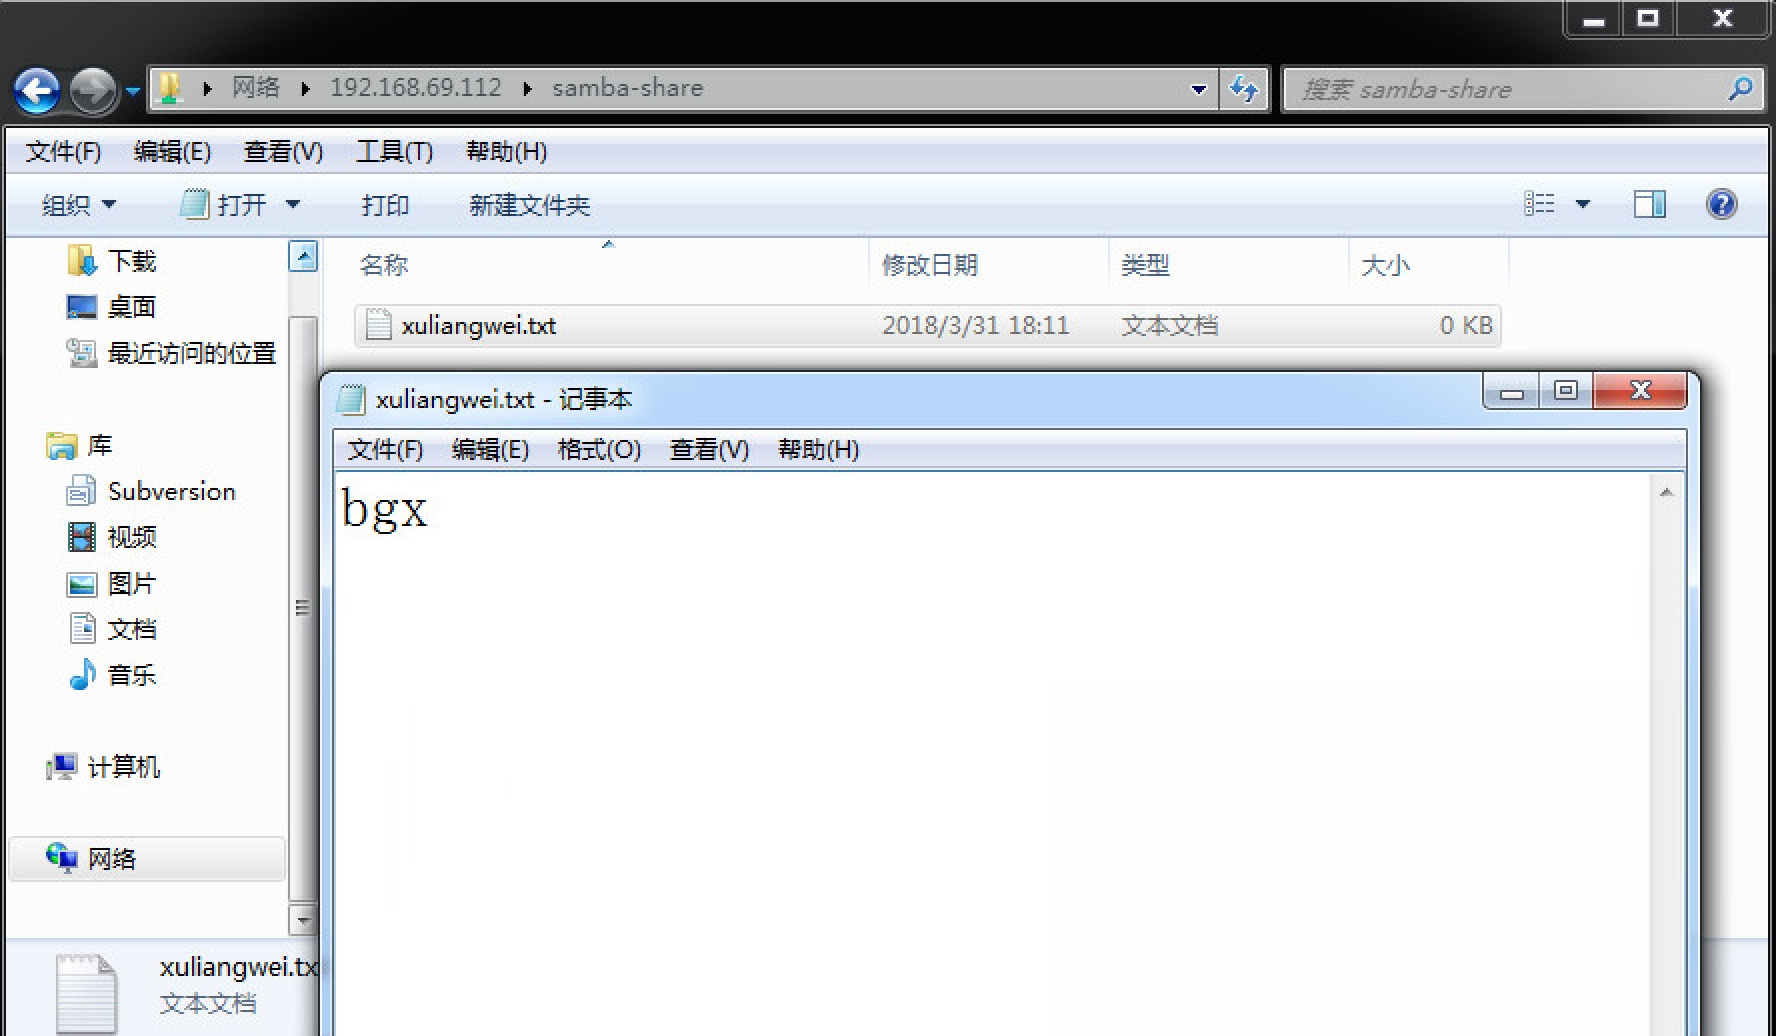 网络 192.168.69.112 samba-share
搜索 samba-share
文件(F) 编辑(E) 查看(V) 工具(T) 帮助(H)
组织 打开 打印 新建文件夹
下载
桌面
最近访问的位置
库
Subversion
视频
图片
文档
音乐
计算机
网络
名称 修改日期 类型 大小
xuliangwei.txt 2018/3/31 18:11 文本文档 0 KB
xuliangwei.txt - 记事本
文件(F) 编辑(E) 格式(O) 查看(V) 帮助(H)
bgx
xuliangwei.tx
文本文档